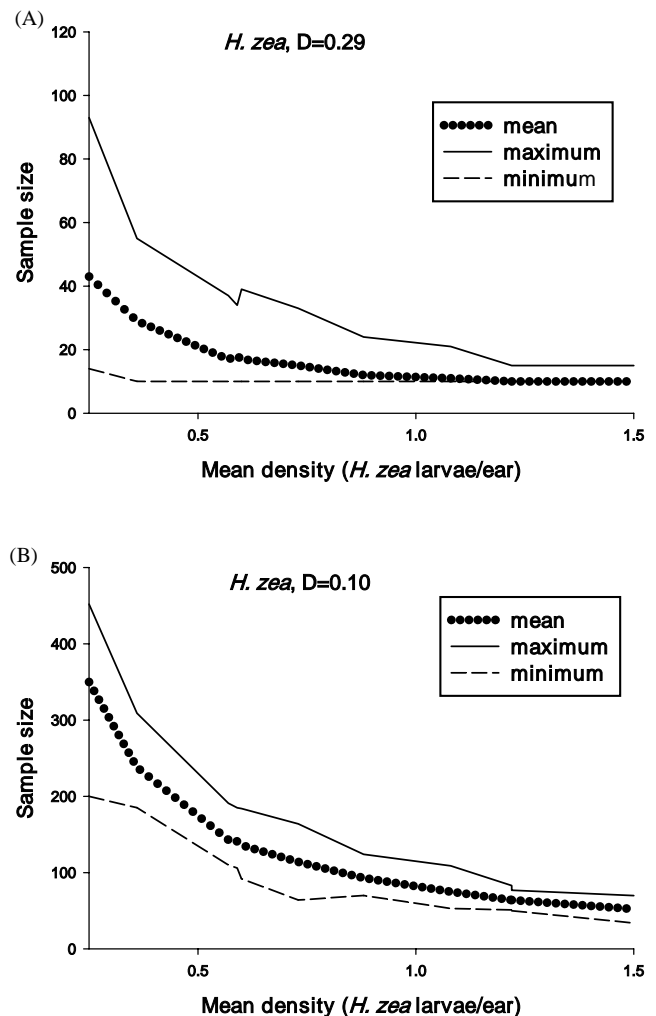 (A)
H. zea, D=0.29
120
100
80
60
40
20
0
Sample size
mean
maximum
minimum
0.5
1.0
1.5
Mean density (H. zea larvae/ear)
(B)
H. zea, D=0.10
500
400
300
200
100
0
Sample size
mean
maximum
minimum
0.5
1.0
1.5
Mean density (H. zea larvae/ear)